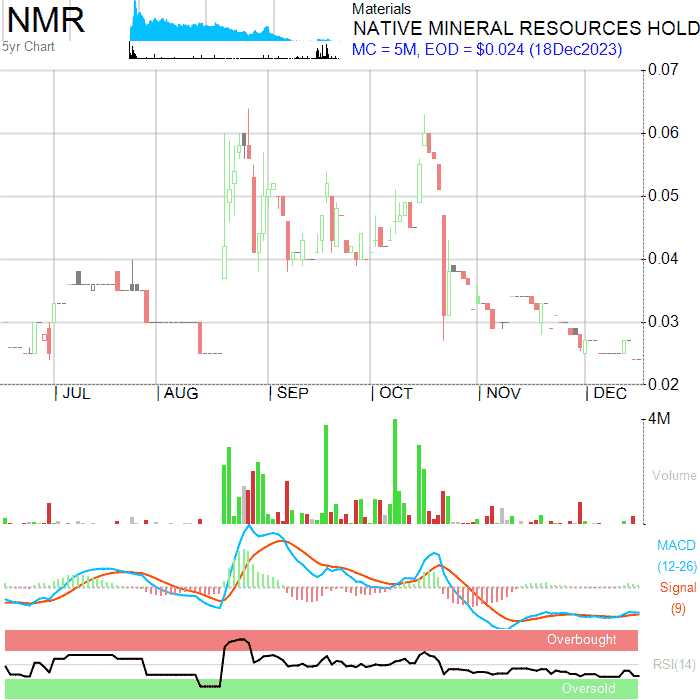 NMR
5yr Chart
Materials
NATIVE MINERAL RESOURCES HOLD
MC = 5M, EOD = $0.024 (18Dec2023)
0.07
0.06
0.05
0.04
0.03
0.02
JUL AUG SEP OCT NOV DEC
4M
Volume
MACD
(12-26)
Signal
(9)
Overbought
RSI(14)
Oversold